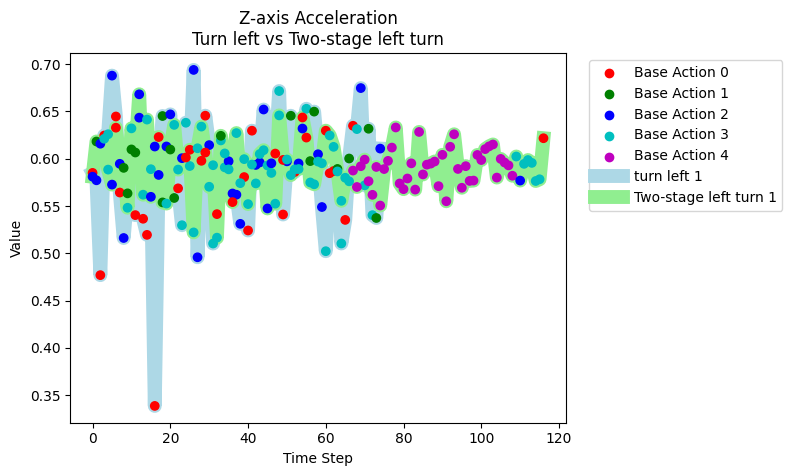 Z-axis Acceleration
Turn left vs Two-stage left turn
0.70
0.65
0.60
0.55
0.50
0.45
0.40
0.35
Value
0 20 40 60 80 100 120
Time Step
Base Action 0
Base Action 1
Base Action 2
Base Action 3
Base Action 4
turn left 1
Two-stage left turn 1